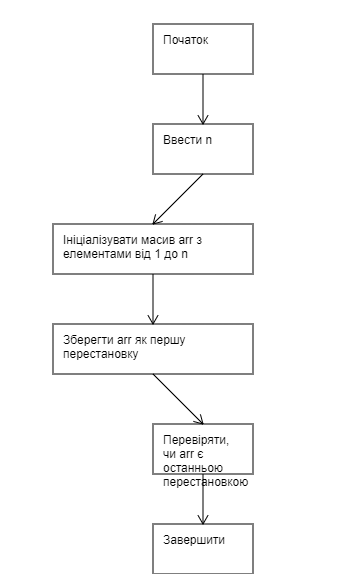 Початок
Ввести n
Ініціалізувати масив arr з
елементами від 1 до n
Зберегти arr як першу
перестановку
Перевіряти,
чи arr є
останньою
перестановкою
Завершити